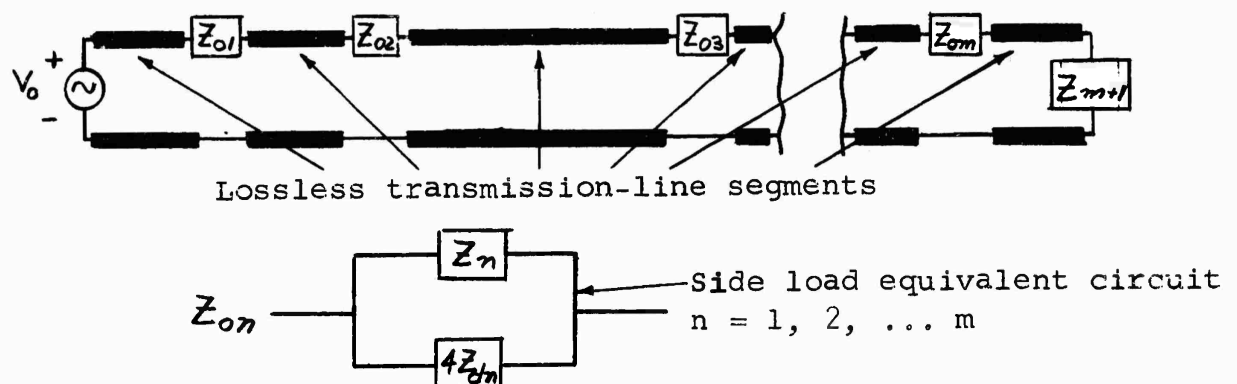 Z01 Z02 Z03 Z0m
V0 + - Zm+1
Lossless transmission-line segments
Zn
Side load equivalent circuit
Z0n
n = 1, 2, ... m
4Zdn